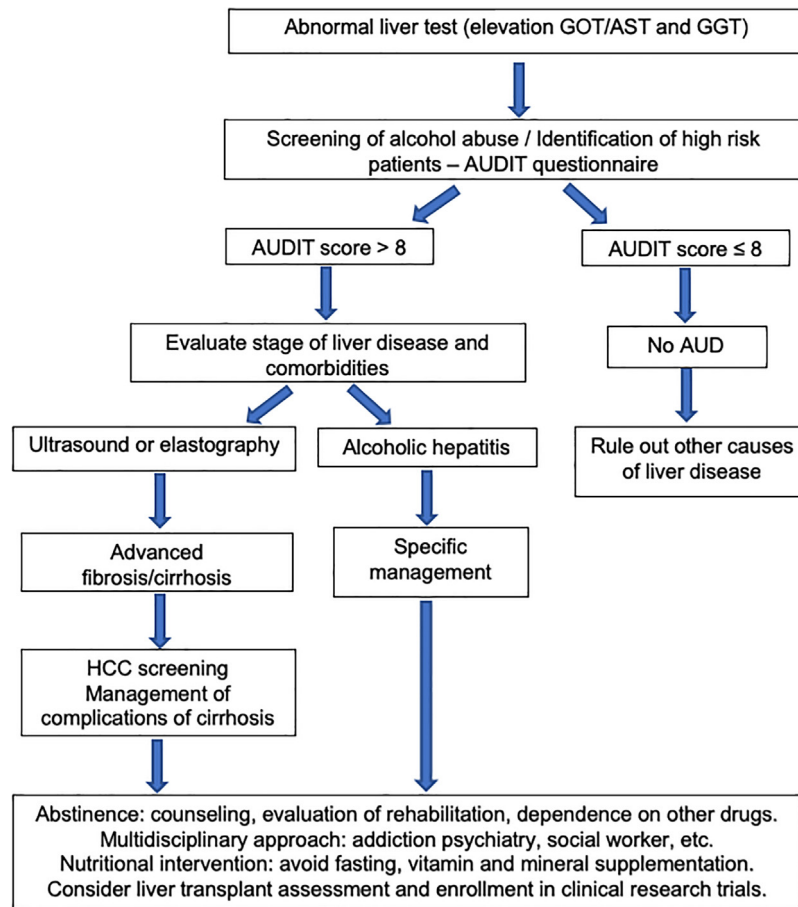 Abnormal liver test (elevation GOT/AST and GGT)
Screening of alcohol abuse / Identification of high risk
patients – AUDIT questionnaire
AUDIT score > 8
AUDIT score ≤ 8
Evaluate stage of liver disease and
comorbidities
No AUD
Ultrasound or elastography
Alcoholic hepatitis
Rule out other causes
of liver disease
Advanced
fibrosis/cirrhosis
Specific
management
HCC screening
Management of
complications of cirrhosis
Abstinence: counseling, evaluation of rehabilitation, dependence on other drugs.
Multidisciplinary approach: addiction psychiatry, social worker, etc.
Nutritional intervention: avoid fasting, vitamin and mineral supplementation.
Consider liver transplant assessment and enrollment in clinical research trials.